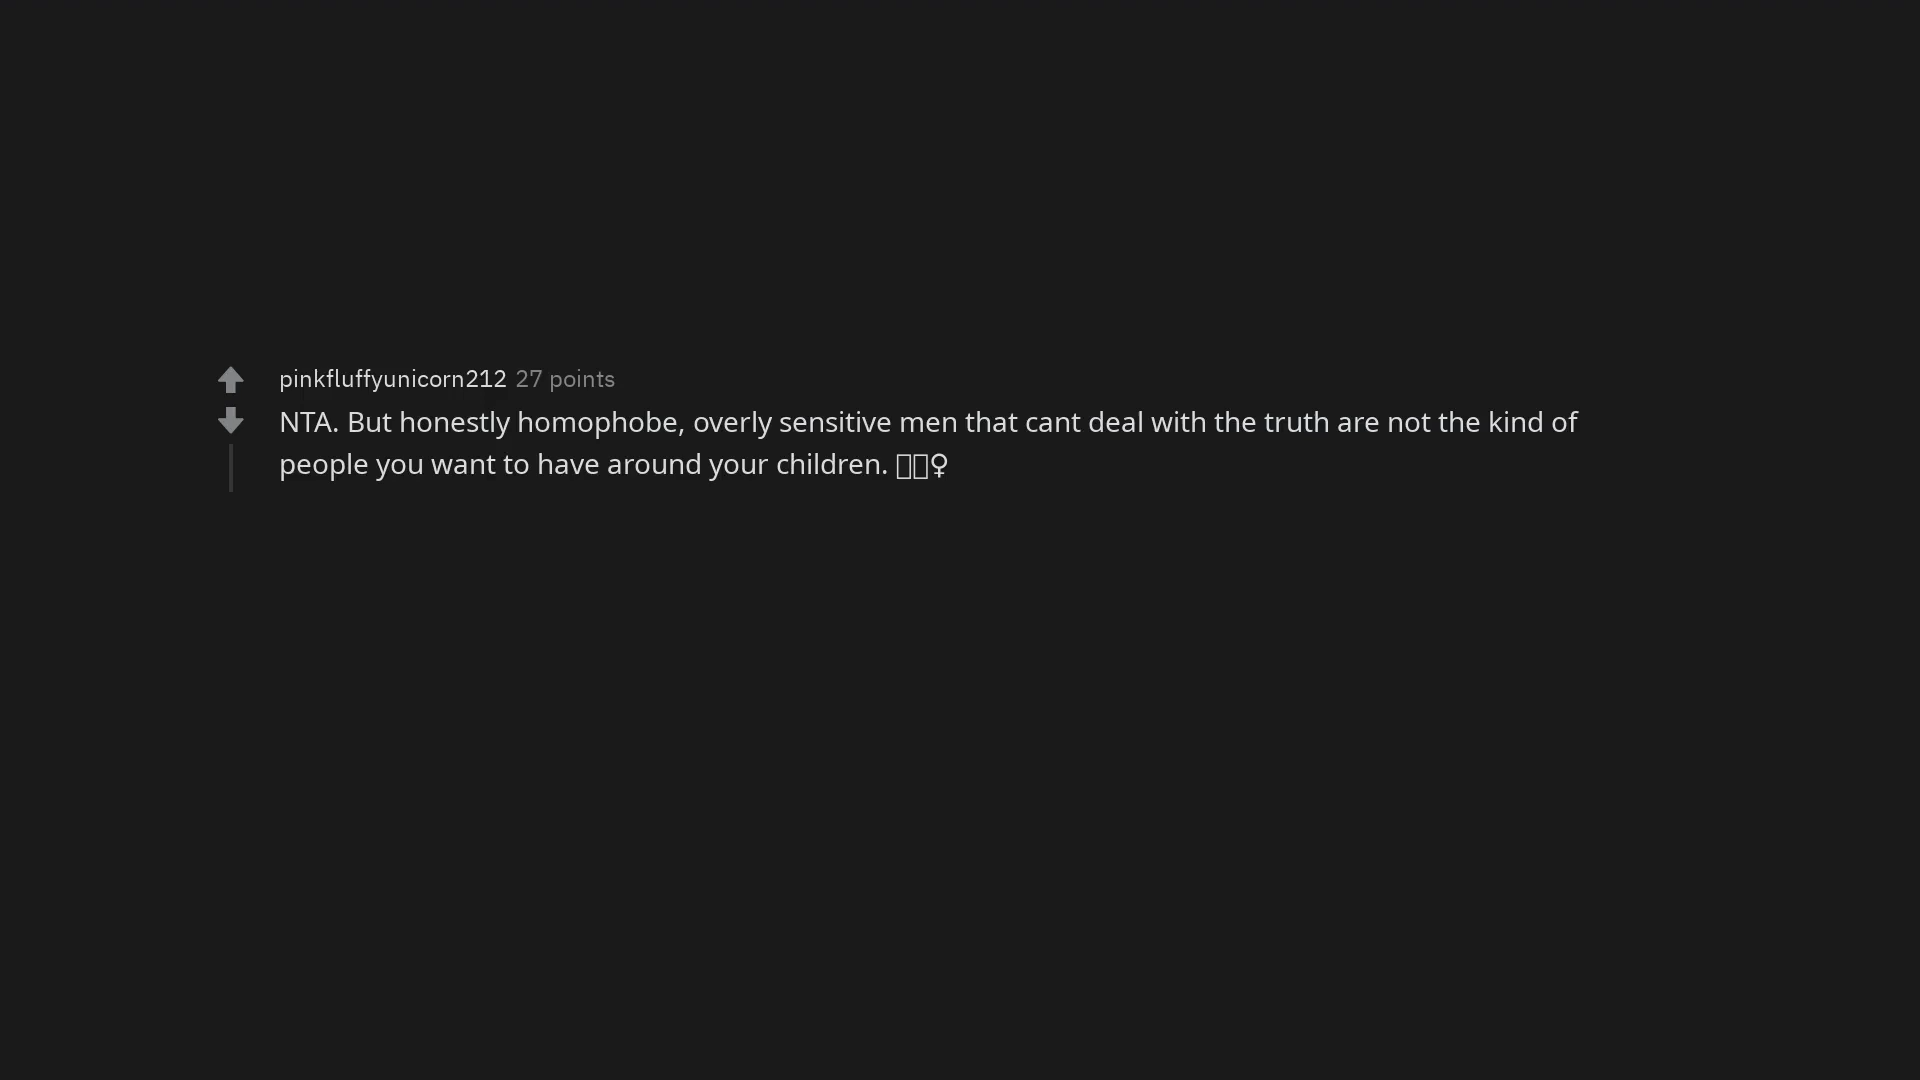 pinkfluffyunicorn212 27 points
NTA. But honestly homophobe, overly sensitive men that cant deal with the truth are not the kind of
people you want to have around your children. ▯▯♀